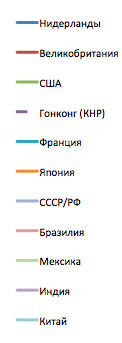 Нидерланды
Великобритания
США
Гонконг (КНР)
Франция
Япония
СССР/РФ
Бразилия
Мексика
Индия
Китай